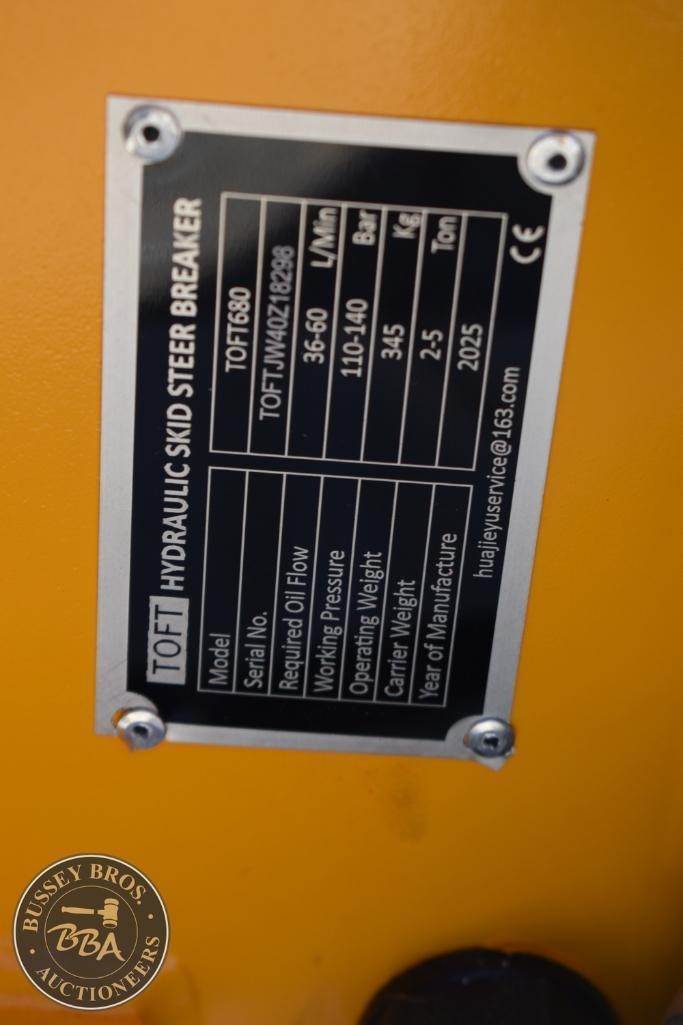 TOFT HYDRAULIC SKID STEER BREAKER
Model TOFT680
Serial No. TOFTJW40Z18298
Required Oil Flow 36-60 L/Min
Working Pressure 110-140 Bar
Operating Weight 345 Kg
Carrier Weight 2-5 Ton
Year of Manufacture 2025
huajieyuservice@163.com CE
BUSSEY BROS.
BBA
AUCTIONEERS